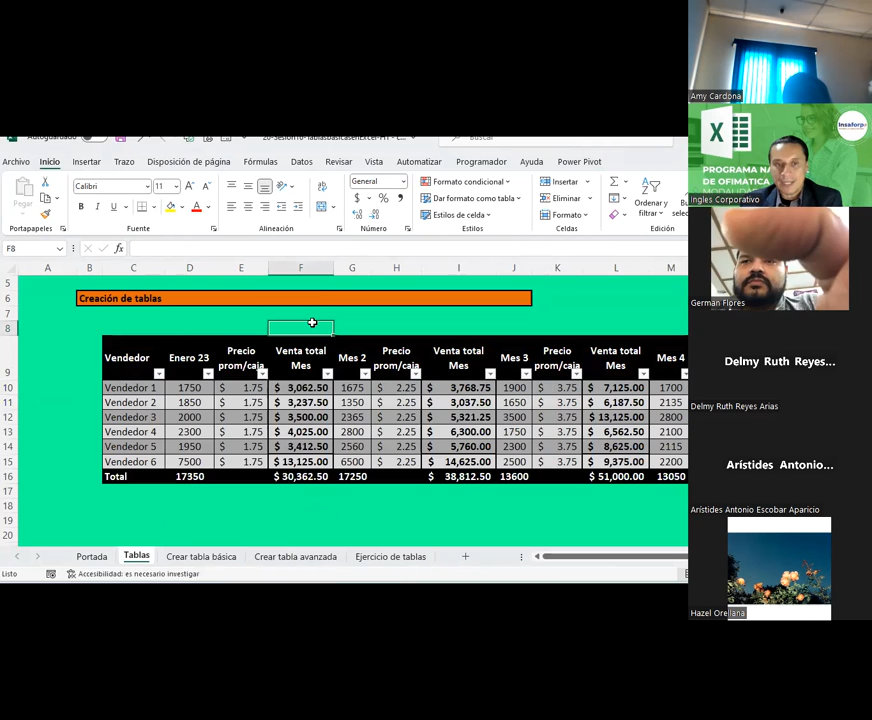 Autoguardado
20-Sesion10-TablasbasicasenExcel-H1
Buscar
Archivo Inicio Insertar Trazo Disposición de página Fórmulas Datos Revisar Vista Automatizar Programador Ayuda Power Pivot
Pegar
Calibri 11
General
Formato condicional
Dar formato como tabla
Estilos de celda
Insertar
Eliminar
Formato
Ordenar y
filtrar
Portapapeles Fuente Alineación Número Estilos Celdas
F8
A B C D E F G H I J K L M
5
6 Creación de tablas
7
8
9 Vendedor Enero 23 Precio prom/caja Venta total Mes Mes 2 Precio prom/caja Venta total Mes Mes 3 Precio prom/caja Venta total Mes Mes 4
10 Vendedor 1 1750 $ 1.75 $ 3,062.50 1675 $ 2.25 $ 3,768.75 1900 $ 3.75 $ 7,125.00 1700
11 Vendedor 2 1850 $ 1.75 $ 3,237.50 1350 $ 2.25 $ 3,037.50 1650 $ 3.75 $ 6,187.50 2135
12 Vendedor 3 2000 $ 1.75 $ 3,500.00 2365 $ 2.25 $ 5,321.25 3500 $ 3.75 $ 13,125.00 2800
13 Vendedor 4 2300 $ 1.75 $ 4,025.00 2800 $ 2.25 $ 6,300.00 1750 $ 3.75 $ 6,562.50 2100
14 Vendedor 5 1950 $ 1.75 $ 3,412.50 2560 $ 2.25 $ 5,760.00 2300 $ 3.75 $ 8,625.00 2115
15 Vendedor 6 7500 $ 1.75 $ 13,125.00 6500 $ 2.25 $ 14,625.00 2500 $ 3.75 $ 9,375.00 2200
16 Total 17350 $ 30,362.50 17250 $ 38,812.50 13600 $ 51,000.00 13050
17
18
19
20
Portada Tablas Crear tabla básica Crear tabla avanzada Ejercicio de tablas
Listo Accesibilidad: es necesario investigar
Amy Cardona
Insaforp
PROGRAMA NA
DE OFIMÁTICA
MODALIDA
Ingles Corporativo
German Flores
Delmy Ruth Reyes...
Delmy Ruth Reyes Arias
Arístides Antonio...
Arístides Antonio Escobar Aparicio
Hazel Orellana